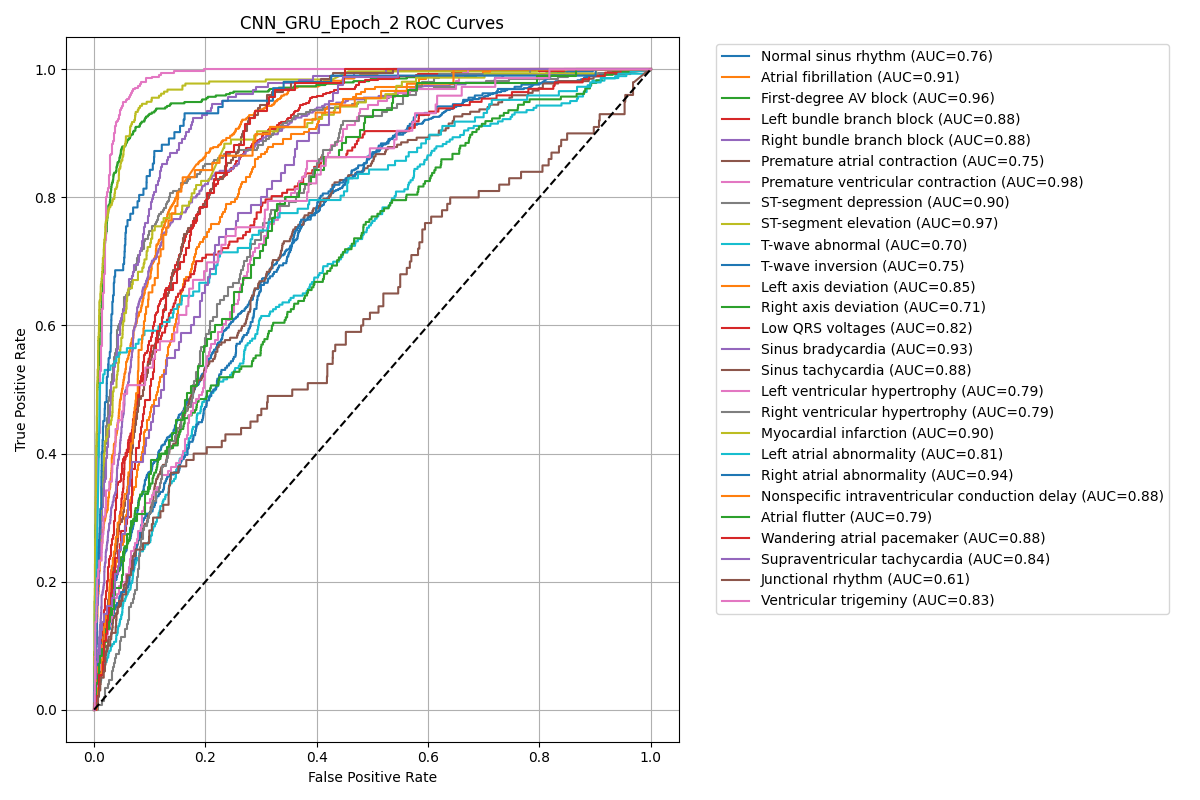 CNN_GRU_Epoch_2 ROC Curves
True Positive Rate
1.0
0.8
0.6
0.4
0.2
0.0
0.0 0.2 0.4 0.6 0.8 1.0
False Positive Rate
Normal sinus rhythm (AUC=0.76)
Atrial fibrillation (AUC=0.91)
First-degree AV block (AUC=0.96)
Left bundle branch block (AUC=0.88)
Right bundle branch block (AUC=0.88)
Premature atrial contraction (AUC=0.75)
Premature ventricular contraction (AUC=0.98)
ST-segment depression (AUC=0.90)
ST-segment elevation (AUC=0.97)
T-wave abnormal (AUC=0.70)
T-wave inversion (AUC=0.75)
Left axis deviation (AUC=0.85)
Right axis deviation (AUC=0.71)
Low QRS voltages (AUC=0.82)
Sinus bradycardia (AUC=0.93)
Sinus tachycardia (AUC=0.88)
Left ventricular hypertrophy (AUC=0.79)
Right ventricular hypertrophy (AUC=0.79)
Myocardial infarction (AUC=0.90)
Left atrial abnormality (AUC=0.81)
Right atrial abnormality (AUC=0.94)
Nonspecific intraventricular conduction delay (AUC=0.88)
Atrial flutter (AUC=0.79)
Wandering atrial pacemaker (AUC=0.88)
Supraventricular tachycardia (AUC=0.84)
Junctional rhythm (AUC=0.61)
Ventricular trigeminy (AUC=0.83)